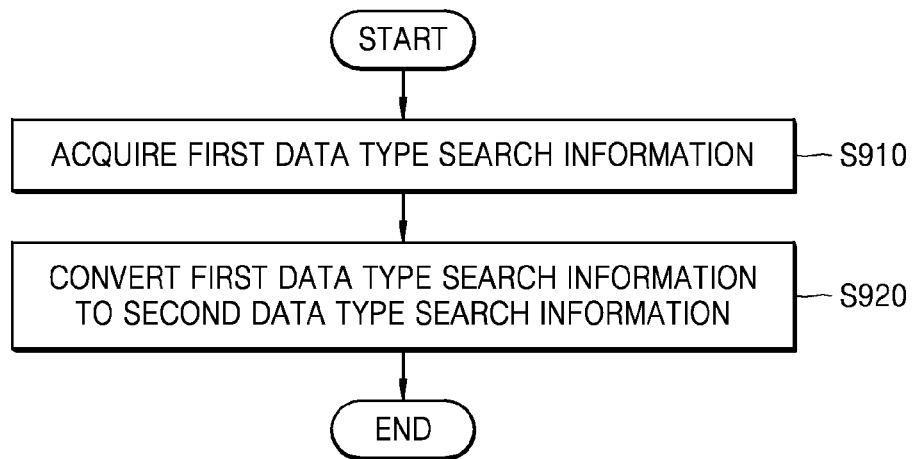 START
ACQUIRE FIRST DATA TYPE SEARCH INFORMATION
S910
CONVERT FIRST DATA TYPE SEARCH INFORMATION
TO SECOND DATA TYPE SEARCH INFORMATION
S920
END